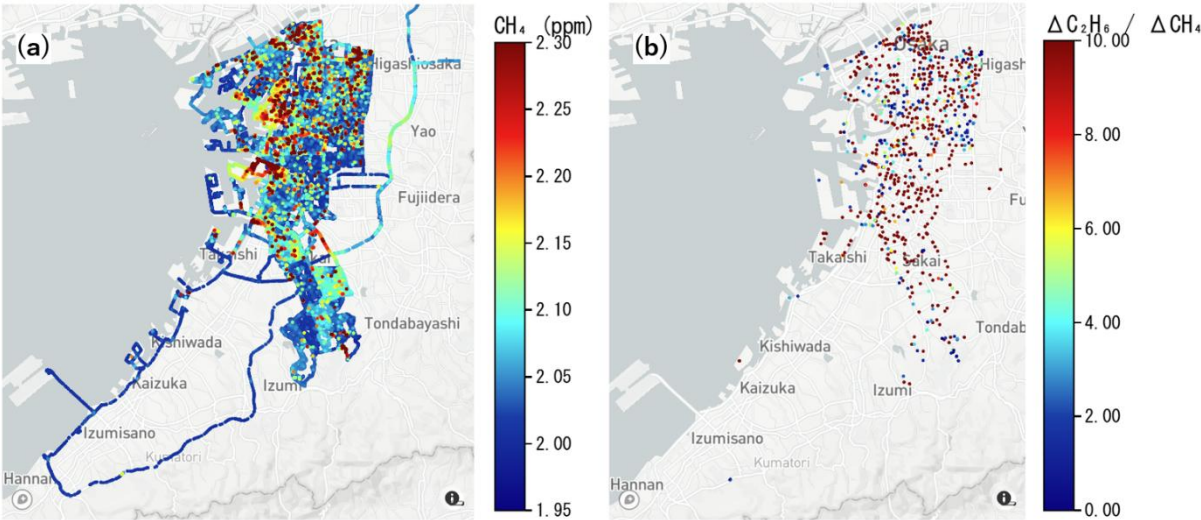 (a)
CH₄ (ppm)
2.30
2.25
2.20
2.15
2.10
2.05
2.00
1.95
Higashiosaka
Yao
Fujiidera
Takaishi
Tondabayashi
Kishiwada
Kaizuka
Izumi
Izumisano
Kumatori
Hannan
(b)
ΔC₂H₆ / ΔCH₄
10.00
8.00
6.00
4.00
2.00
0.00
Osaka
Higash
Fu
Takaishi
Sakai
Tondab
Kishiwada
Kaizuka
Izumi
Izumisano
Kumatori
Hannan